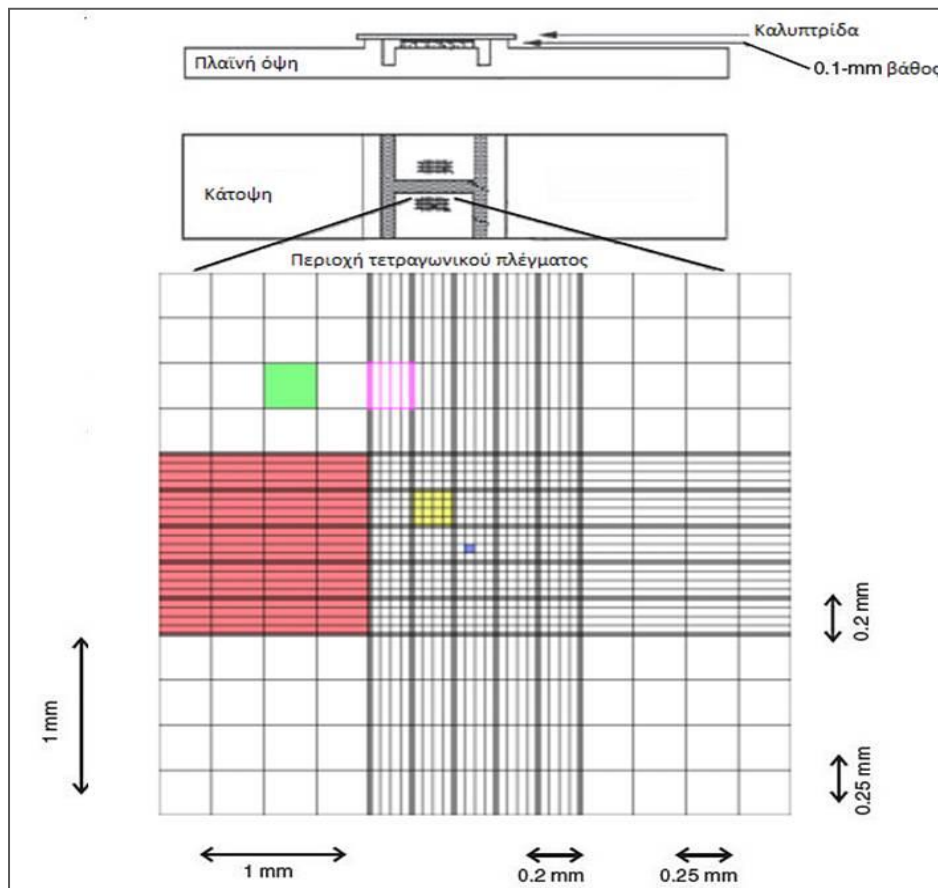 Καλυπτρίδα
Πλαϊνή όψη
0.1-mm βάθος
Κάτοψη
Περιοχή τετραγωνικού πλέγματος
0.2 mm
1 mm
0.25 mm
1 mm
0.2 mm
0.25 mm